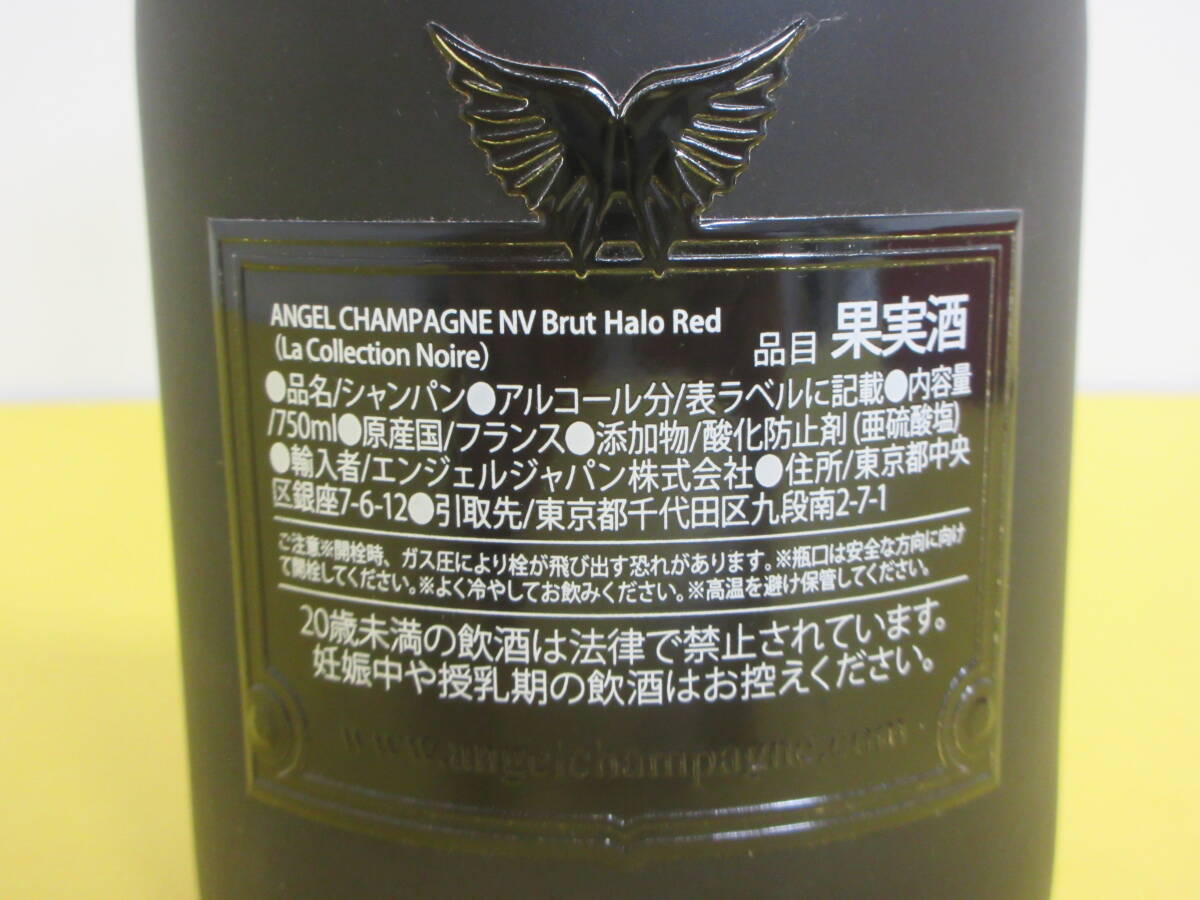 ANGEL CHAMPAGNE NV Brut Halo Red
（La Collection Noire）
品目 果実酒
●品名/シャンパン●アルコール分/表ラベルに記載●内容量
/750ml●原産国/フランス●添加物/酸化防止剤（亜硫酸塩）
●輸入者/エンジェルジャパン株式会社●住所/東京都中央
区銀座7-6-12●引取先/東京都千代田区九段南2-7-1
ご注意※開栓時、ガス圧により栓が飛び出す恐れがあります。※瓶口は安全な方向に向け
て開栓してください。※よく冷やしてお飲みください。※高温を避け保管してください。
20歳未満の飲酒は法律で禁止されています。
妊娠中や授乳期の飲酒はお控えください。
www.angelchampagne.com